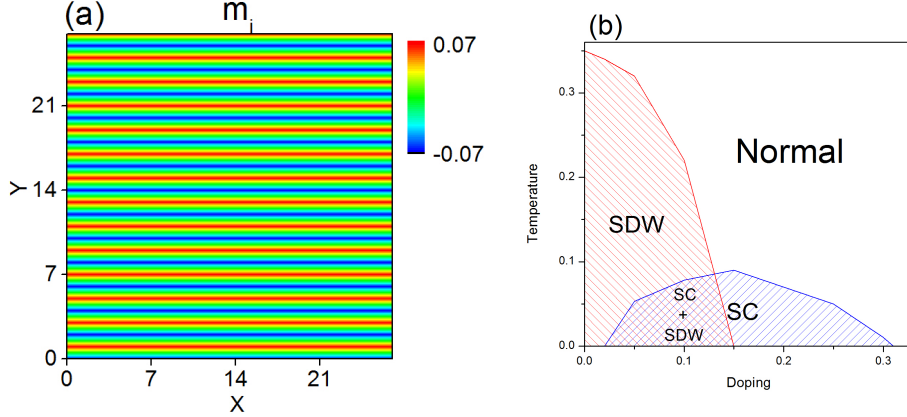 (a)
m_i
0.07
-0.07
21
14
7
0
Y
0
7
14
21
X
(b)
0.3
0.2
0.1
0.0
Temperature
Normal
SDW
SC
+
SDW
SC
0.0
0.1
0.2
0.3
Doping